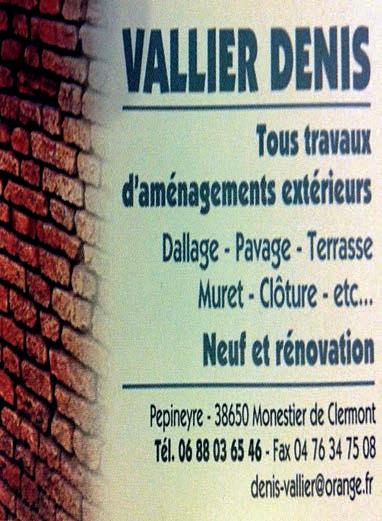 VALLIER DENIS
Tous travaux
d'aménagements extérieurs
Dallage - Pavage - Terrasse
Muret - Clôture - etc...
Neuf et rénovation
Pepineyre - 38650 Monestier de Clermont
Tél. 06 88 03 65 46 - Fax 04 76 34 75 08
denis-vallier@orange.fr